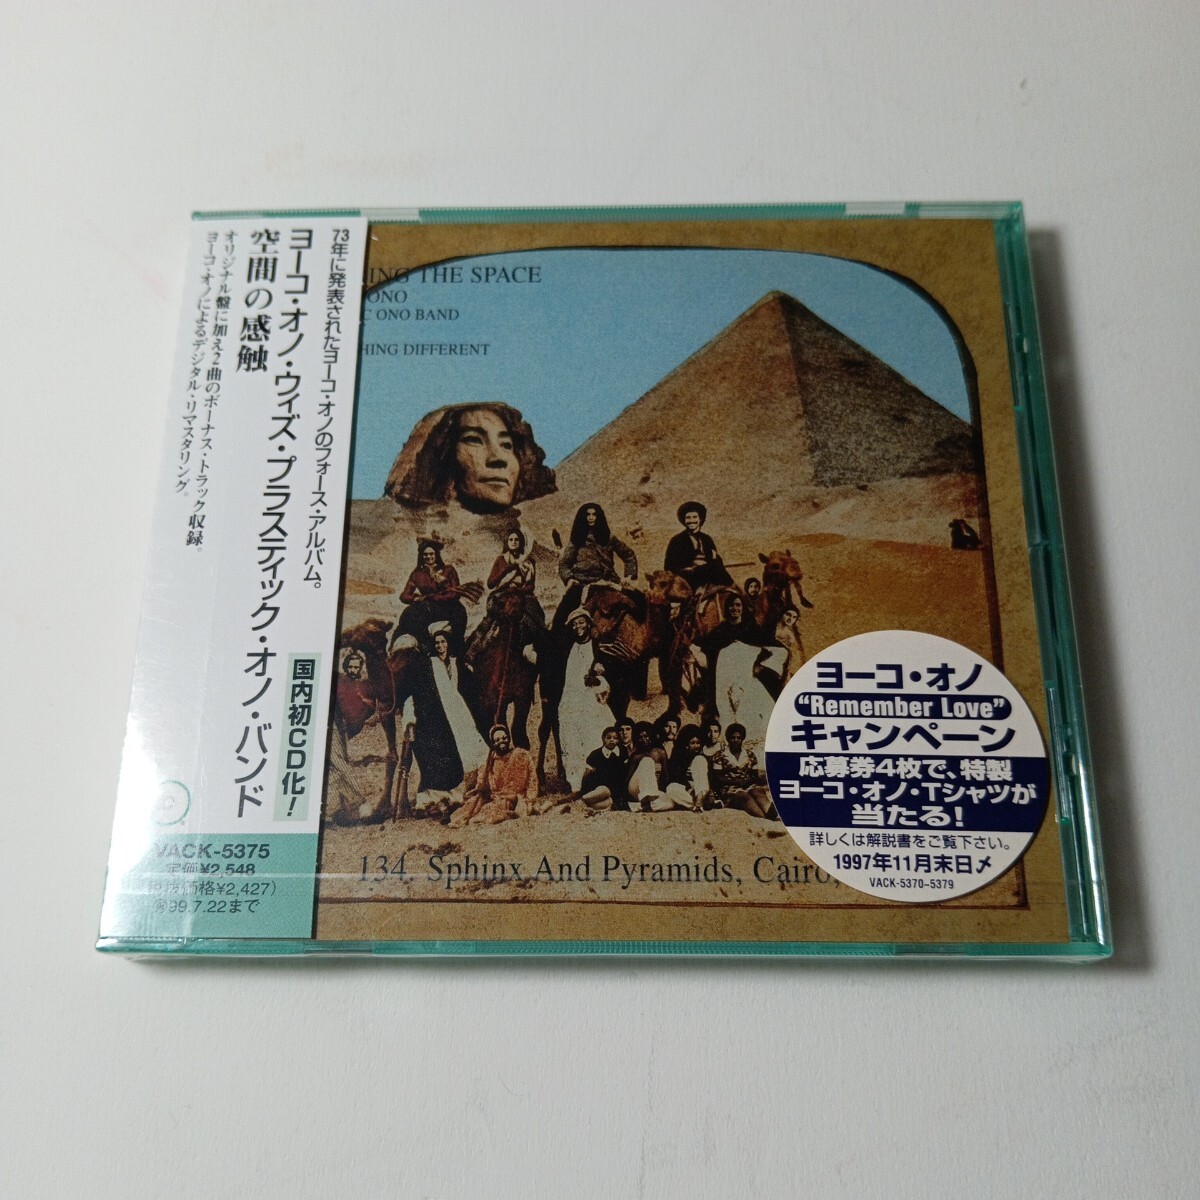 73年に発表されたヨーコ・オノのフォース・アルバム。
ヨーコ・オノ・ウィズ・プラスティック・オノ・バンド
空間の感触
オリジナル盤に加え2曲のボーナス・トラック収録。
ヨーコ・オノによるデジタル・リマスタリング。
国内初CD化!
VACK-5375
定価¥2,548
(税抜価格¥2,427)
99.7.22まで
ING THE SPACE
ONO
C ONO BAND
HING DIFFERENT
134. Sphinx And Pyramids, Cairo,
ヨーコ・オノ
“Remember Love”
キャンペーン
応募券4枚で、特製
ヨーコ・オノ・Tシャツが
当たる!
詳しくは解説書をご覧下さい。
1997年11月末日〆
VACK-5370~5379